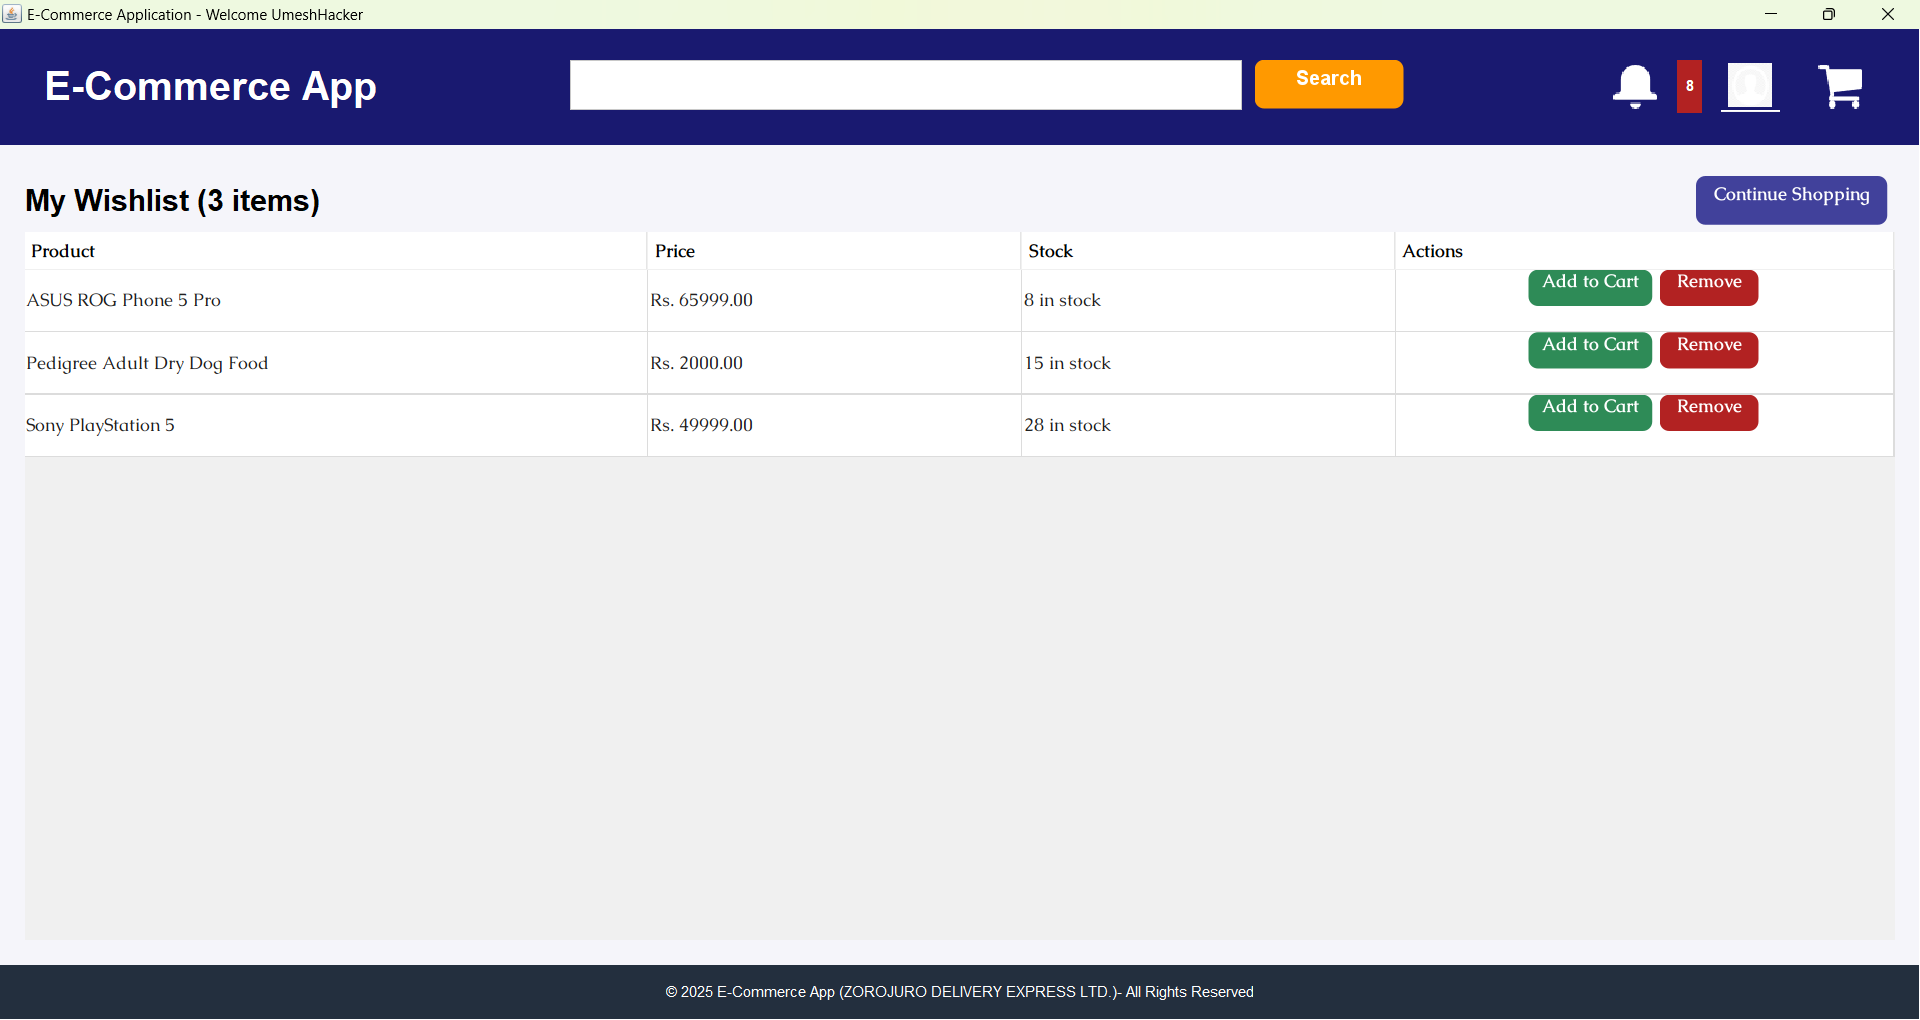 E-Commerce Application - Welcome UmeshHacker
E-Commerce App
Search
8
My Wishlist (3 items)
Continue Shopping
Product Price Stock Actions
ASUS ROG Phone 5 Pro Rs. 65999.00 8 in stock Add to Cart Remove
Pedigree Adult Dry Dog Food Rs. 2000.00 15 in stock Add to Cart Remove
Sony PlayStation 5 Rs. 49999.00 28 in stock Add to Cart Remove
© 2025 E-Commerce App (ZOROJURO DELIVERY EXPRESS LTD.)- All Rights Reserved